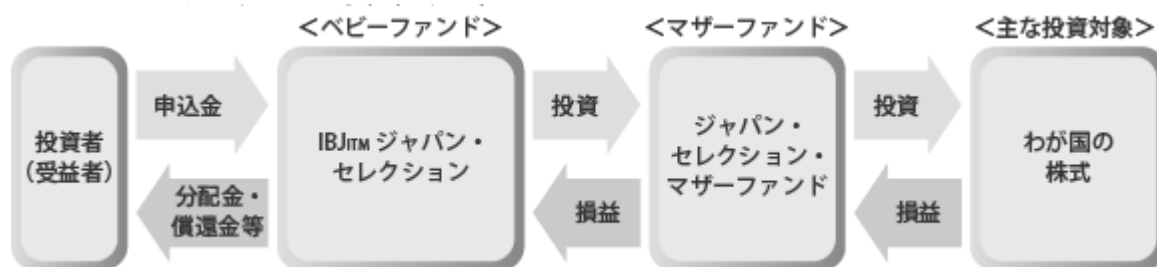 <ベビーファンド>
<マザーファンド>
<主な投資対象>
投資者
(受益者)
申込金
分配金・
償還金等
IBJITM ジャパン・
セレクション
投資
損益
ジャパン・
セレクション・
マザーファンド
投資
損益
わが国の
株式